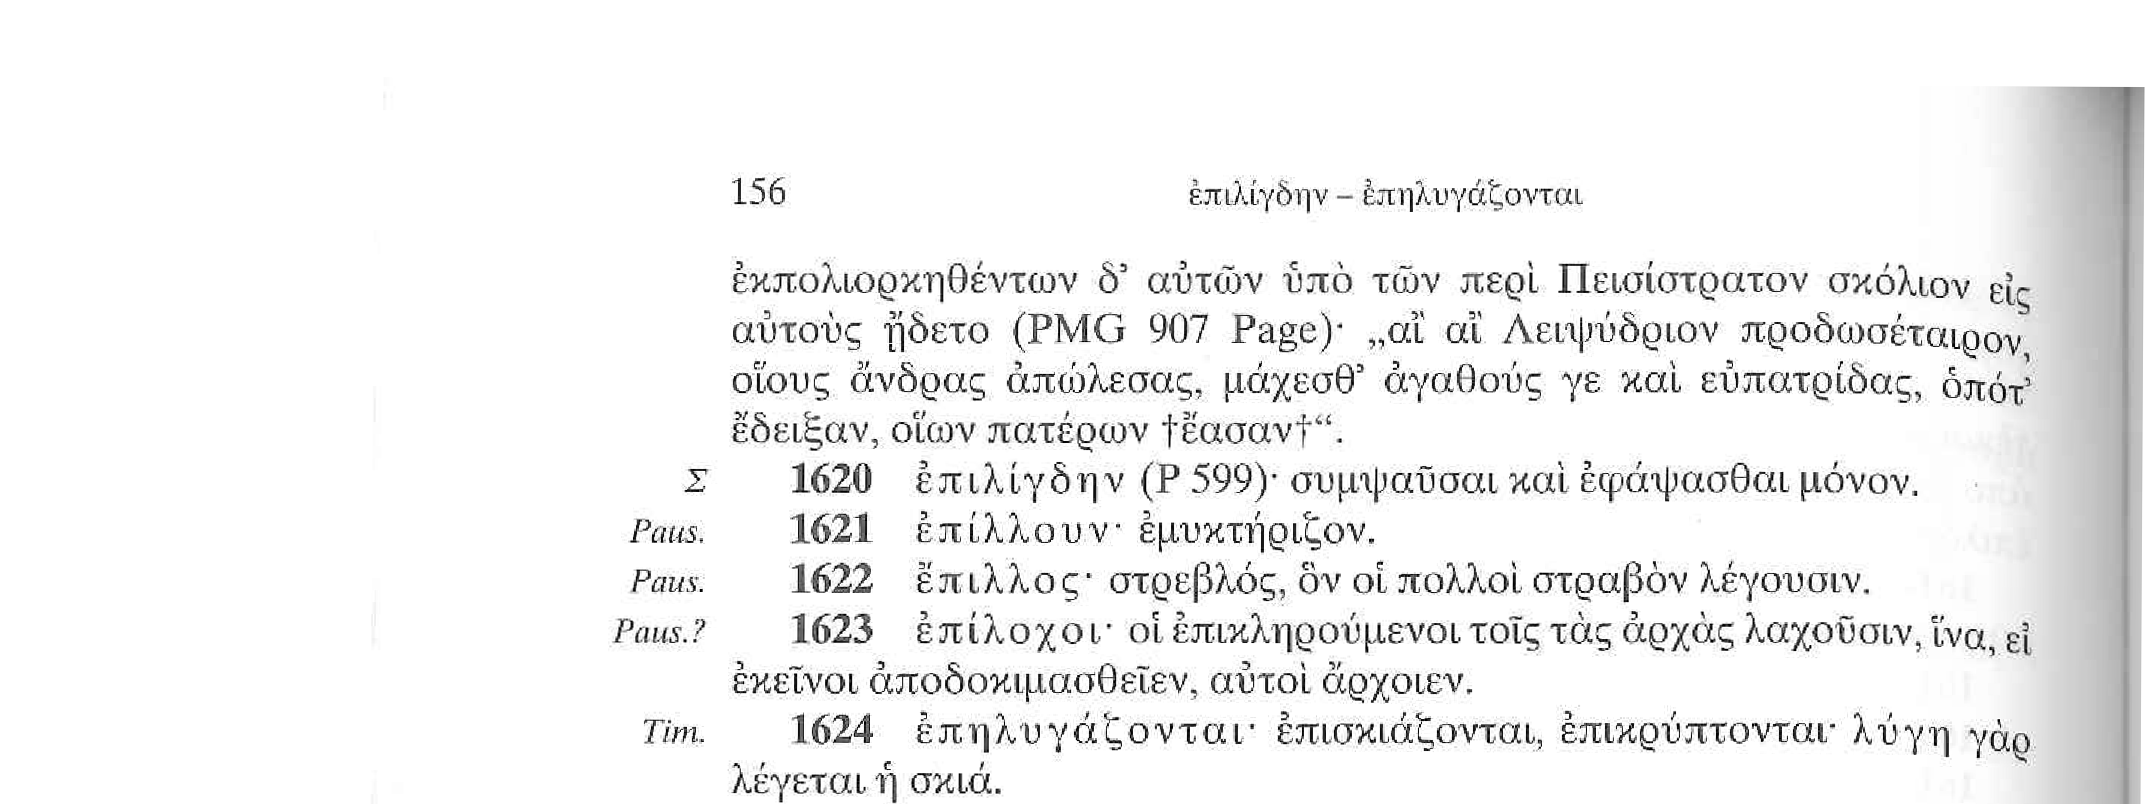 156 ἐπιλίγδην – ἐπηλυγάζονται
ἐκπολιορκηθέντων δ’ αὐτῶν ὑπὸ τῶν περὶ Πεισίστρατον σκόλιον εἰς
αὐτοὺς ᾔδετο (PMG 907 Page)· „αἲ αἲ Λειψύδριον προδωσέταιρον,
οἵους ἄνδρας ἀπώλεσας, μάχεσθ’ ἀγαθούς γε καὶ εὐπατρίδας, ὁπότ’
ἔδειξαν, οἵων πατέρων †ἔασαν†“.
Σ 1620 ἐπιλίγδην (Ρ 599)· συμψαῦσαι καὶ ἐφάψασθαι μόνον.
Paus. 1621 ἐπίλλουν· ἐμυκτήριζον.
Paus. 1622 ἔπιλλος· στρεβλός, ὃν οἱ πολλοὶ στραβὸν λέγουσιν.
Paus.? 1623 ἐπίλοχοι· οἱ ἐπικληρούμενοι τοῖς τὰς ἀρχὰς λαχοῦσιν, ἵνα, εἰ
ἐκεῖνοι ἀποδοκιμασθεῖεν, αὐτοὶ ἄρχοιεν.
Tim. 1624 ἐπηλυγάζονται· ἐπισκιάζονται, ἐπικρύπτονται· λύγη γὰρ
λέγεται ἡ σκιά.